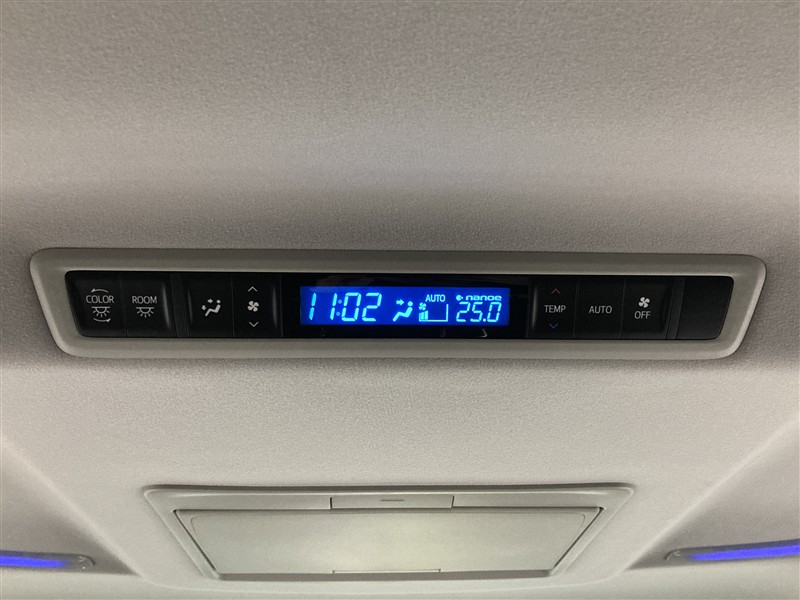 COLOR
ROOM
11:02
AUTO
nanoe
25.0
TEMP
AUTO
OFF